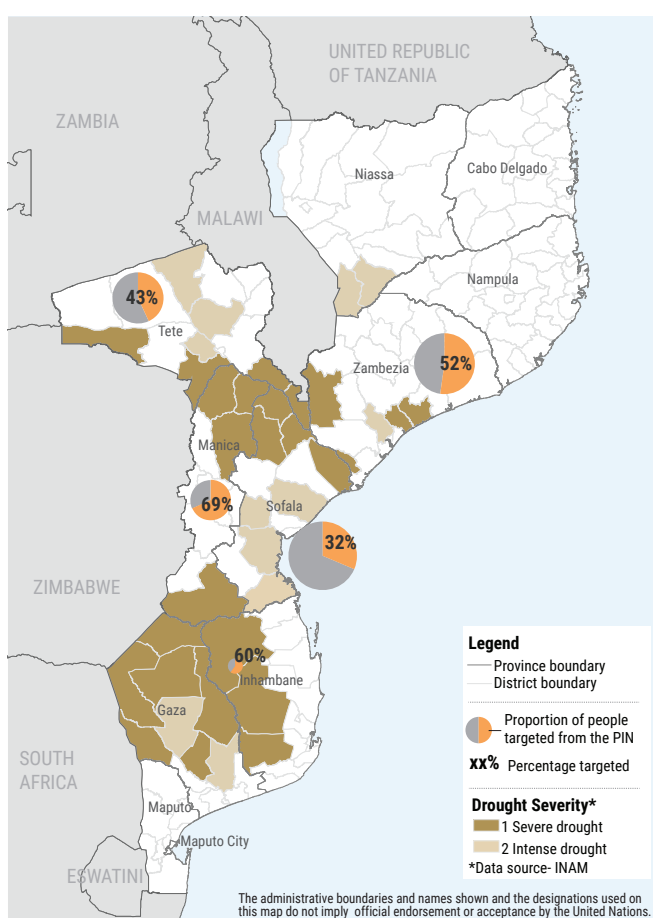 UNITED REPUBLIC
OF TANZANIA
ZAMBIA
Niassa
Cabo Delgado
MALAWI
Nampula
43%
Tete
Zambezia
52%
Manica
69%
Sofala
32%
ZIMBABWE
60%
Inhambane
Gaza
SOUTH
AFRICA
Maputo
Maputo City
ESWATINI
Legend
Province boundary
District boundary
Proportion of people
targeted from the PIN
xx% Percentage targeted
Drought Severity*
1 Severe drought
2 Intense drought
*Data source- INAM
The administrative boundaries and names shown and the designations used on
this map do not imply official endorsement or acceptance by the United Nations.